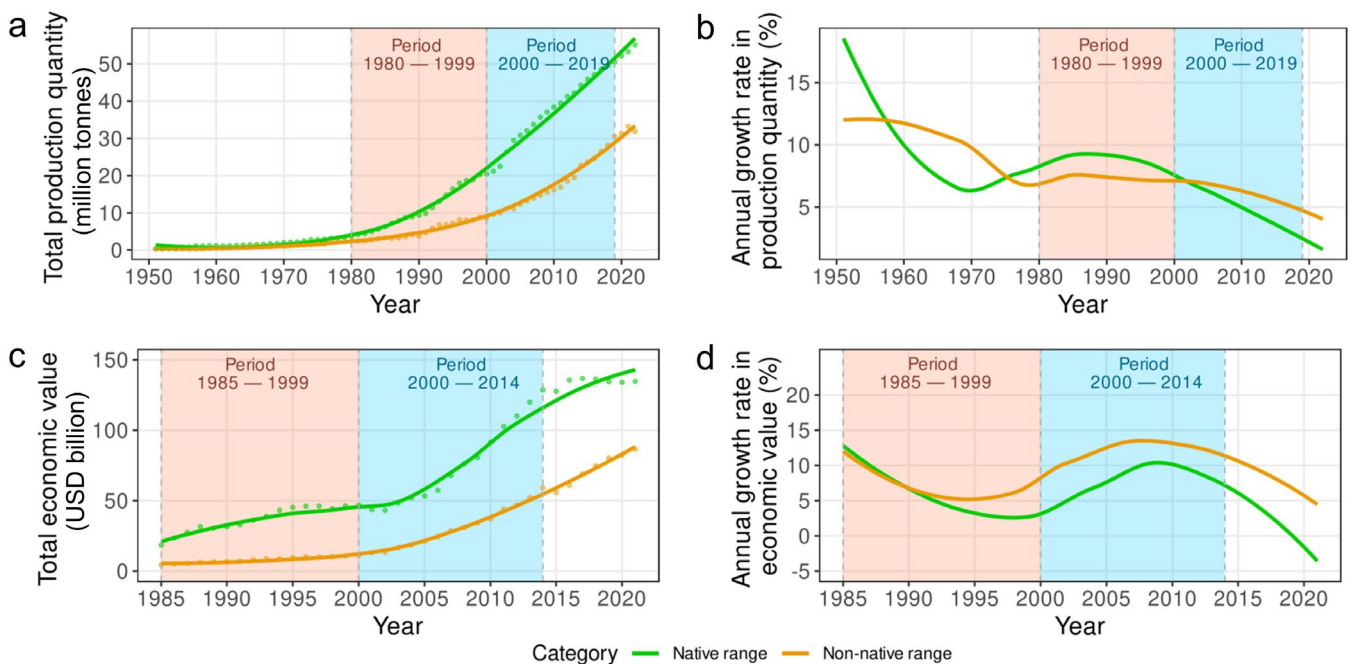 a
Total production quantity
(million tonnes)
50
40
30
20
10
0
Period
1980 — 1999
Period
2000 — 2019
1950 1960 1970 1980 1990 2000 2010 2020
Year
b
Annual growth rate in
production quantity (%)
15
10
5
Period
1980 — 1999
Period
2000 — 2019
1950 1960 1970 1980 1990 2000 2010 2020
Year
c
Total economic value
(USD billion)
150
100
50
0
Period
1985 — 1999
Period
2000 — 2014
1985 1990 1995 2000 2005 2010 2015 2020
Year
d
Annual growth rate in
economic value (%)
20
15
10
5
0
-5
Period
1985 — 1999
Period
2000 — 2014
1985 1990 1995 2000 2005 2010 2015 2020
Year
Category Native range Non-native range